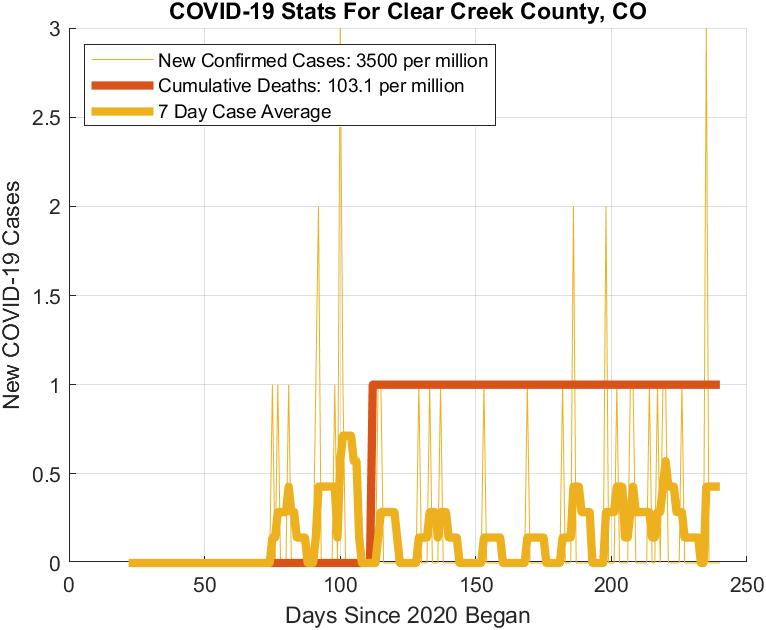 COVID-19 Stats For Clear Creek County, CO
New Confirmed Cases: 3500 per million
Cumulative Deaths: 103.1 per million
7 Day Case Average
New COVID-19 Cases
3
2.5
2
1.5
1
0.5
0
0 50 100 150 200 250
Days Since 2020 Began